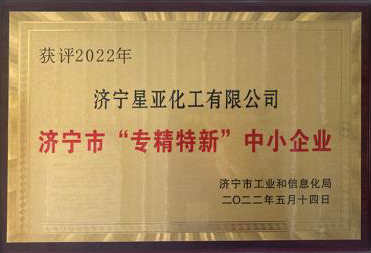 获评2022年
济宁星亚化工有限公司
济宁市“专精特新”中小企业
济宁市工业和信息化局
二〇二二年五月十四日